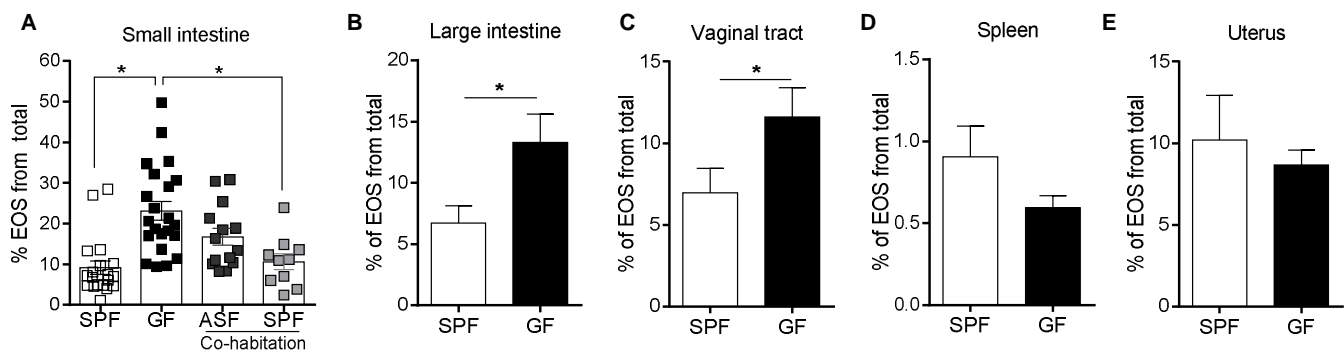 A
Small intestine
% EOS from total
60
50
40
30
20
10
0
*
*
SPF GF ASF SPF
Co-habitation
B
Large intestine
% of EOS from total
20
15
10
5
0
*
SPF GF
C
Vaginal tract
% of EOS from total
15
10
5
0
*
SPF GF
D
Spleen
% of EOS from total
1.5
1.0
0.5
0.0
SPF GF
E
Uterus
% of EOS from total
15
10
5
0
SPF GF